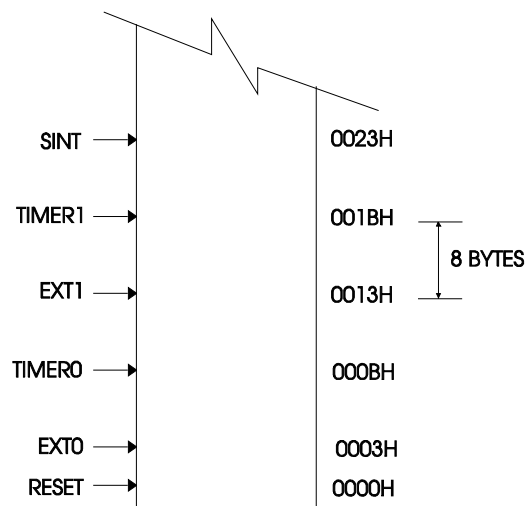 SINT 0023H
TIMER1 001BH
8 BYTES
EXT1 0013H
TIMER0 000BH
EXT0 0003H
RESET 0000H